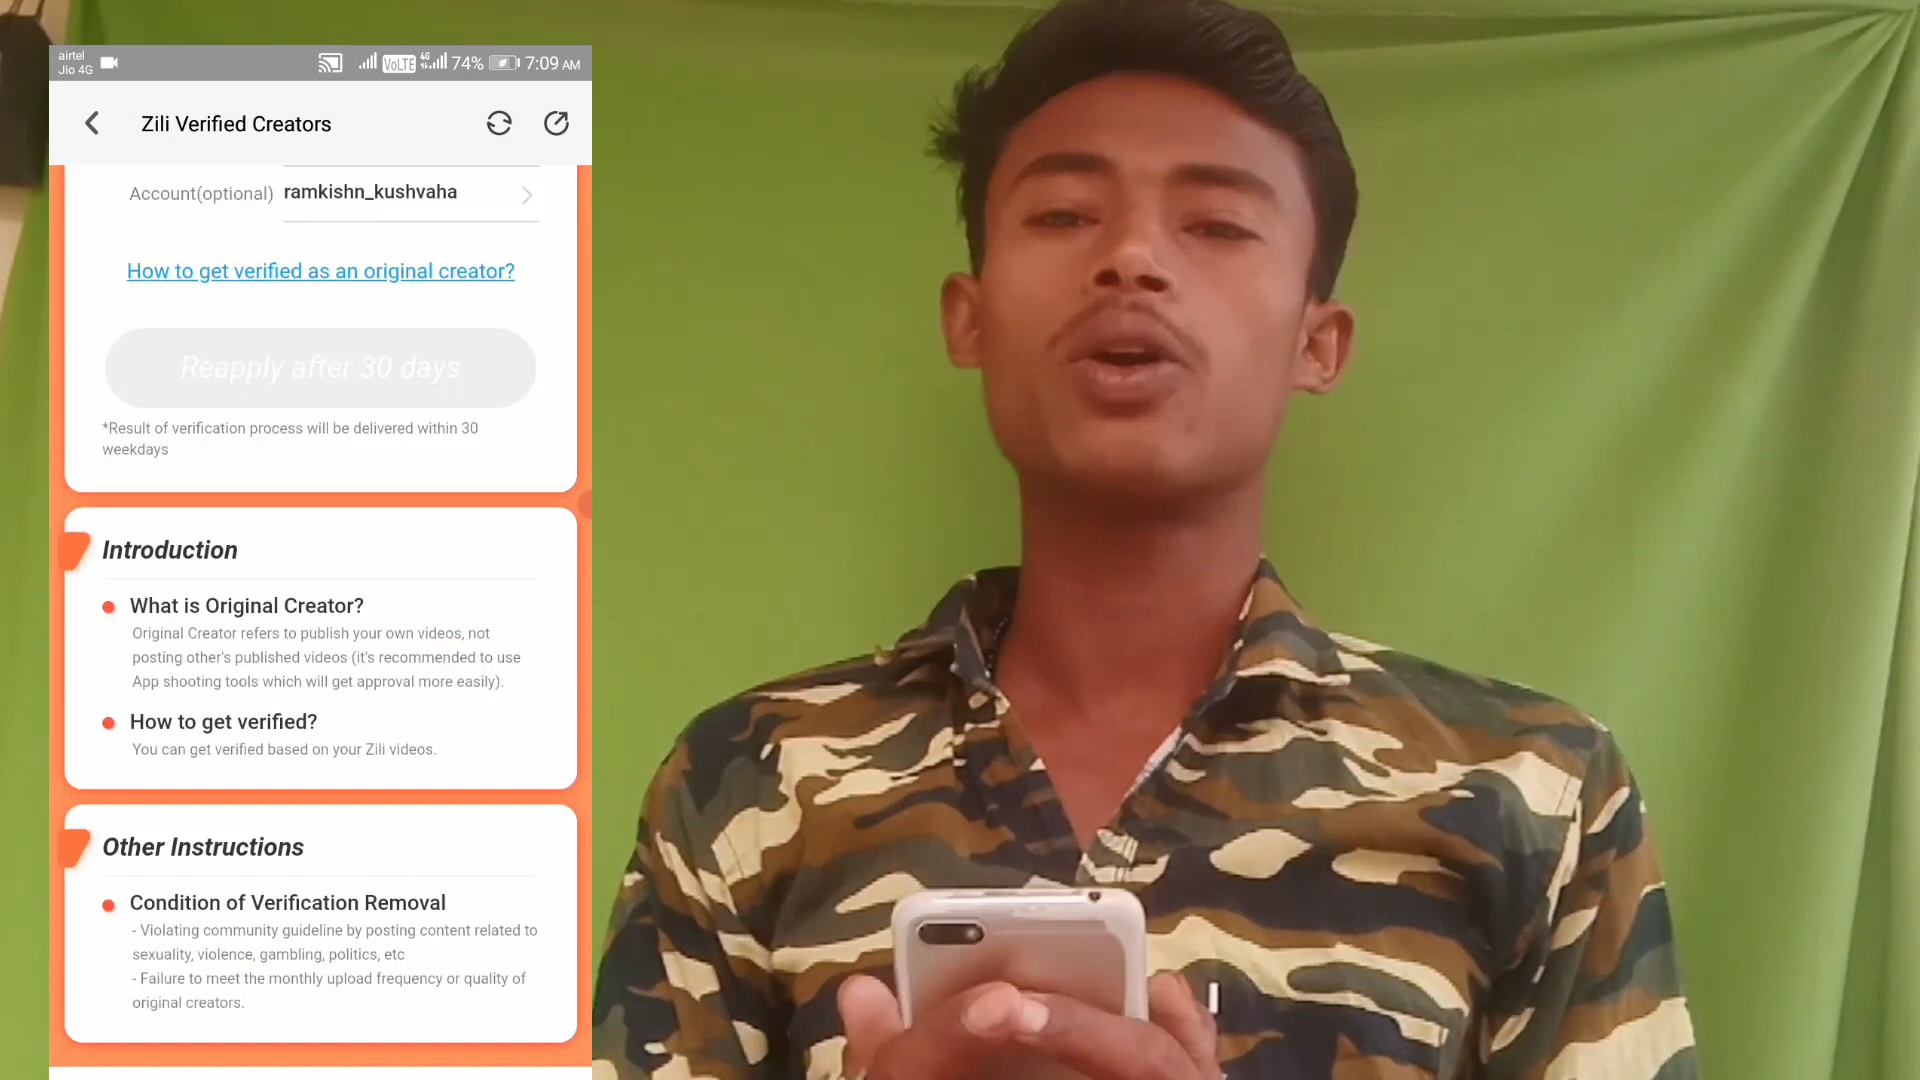 airtel
Jio 4G
VoLTE 4G 74% 7:09 AM
Zili Verified Creators
Account(optional) ramkishn_kushvaha
How to get verified as an original creator?
Reapply after 30 days
*Result of verification process will be delivered within 30
weekdays
Introduction
What is Original Creator?
Original Creator refers to publish your own videos, not
posting other's published videos (it's recommended to use
App shooting tools which will get approval more easily).
How to get verified?
You can get verified based on your Zili videos.
Other Instructions
Condition of Verification Removal
- Violating community guideline by posting content related to
sexuality, violence, gambling, politics, etc
- Failure to meet the monthly upload frequency or quality of
original creators.